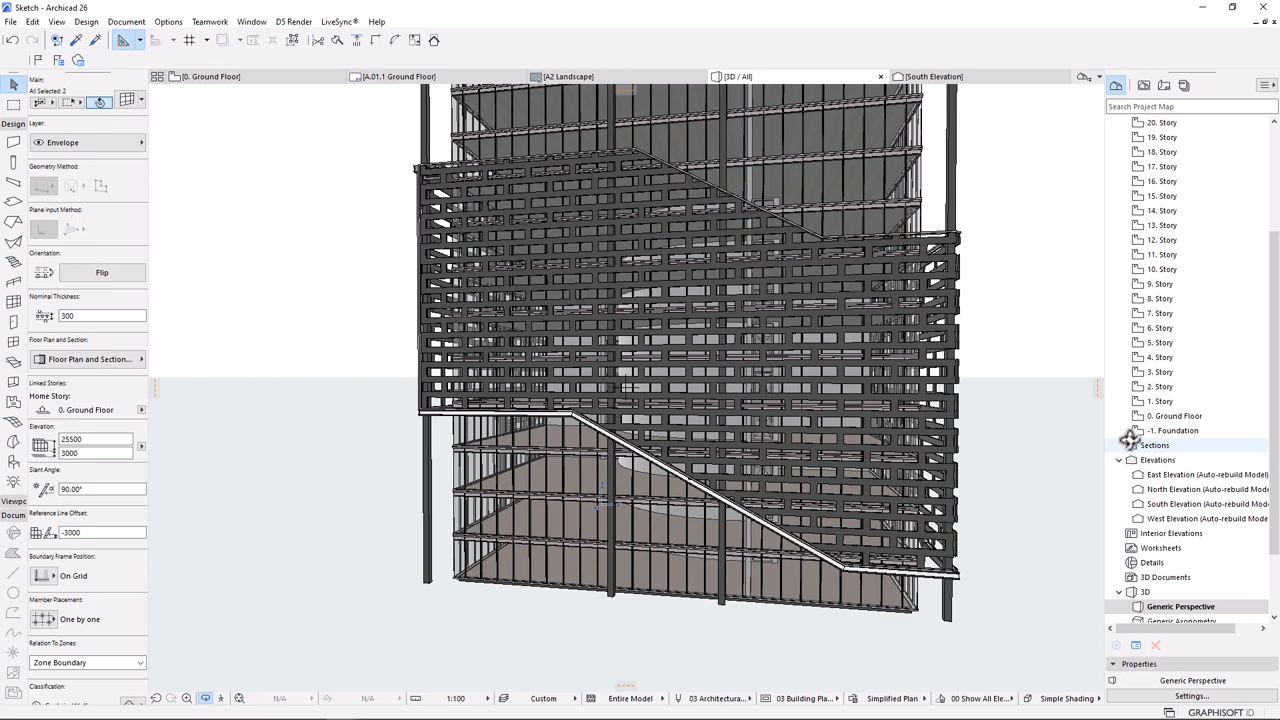 Sketch - Archicad 26
File Edit View Design Options Teamwork Window D5 Render LiveSync® Help
Main:
All Selected: 2
[0. Ground Floor]
[A.01.1 Ground Floor]
[A2 Landscape]
[3D / All]
[South Elevation]
Design
Layer:
Envelope
Geometry Method:
Plane Input Method:
Orientation:
Flip
Nominal Thickness:
300
Floor Plan and Section:
Floor Plan and Section...
Linked Stories:
Home Story:
0. Ground Floor
Elevation:
25500
3000
Slant Angle:
90.00°
Viewpc
Docum
Reference Line Offset:
-3000
Boundary Frame Position:
On Grid
Member Placement:
One by one
Relation To Zones:
Zone Boundary
Classification:
Search Project Map
20. Story
19. Story
18. Story
17. Story
16. Story
15. Story
14. Story
13. Story
12. Story
11. Story
10. Story
9. Story
8. Story
7. Story
6. Story
5. Story
4. Story
3. Story
2. Story
1. Story
0. Ground Floor
-1. Foundation
Sections
Elevations
East Elevation (Auto-rebuild Model)
North Elevation (Auto-rebuild Mode
South Elevation (Auto-rebuild Mode
West Elevation (Auto-rebuild Mode
Interior Elevations
Worksheets
Details
3D Documents
3D
Generic Perspective
Generic Axonometry
Properties
Generic Perspective
Settings...
N/A
N/A
1:100
Custom
Entire Model
03 Architectura...
03 Building Pla...
Simplified Plan
00 Show All Ele...
Simple Shading
GRAPHISOFT ID